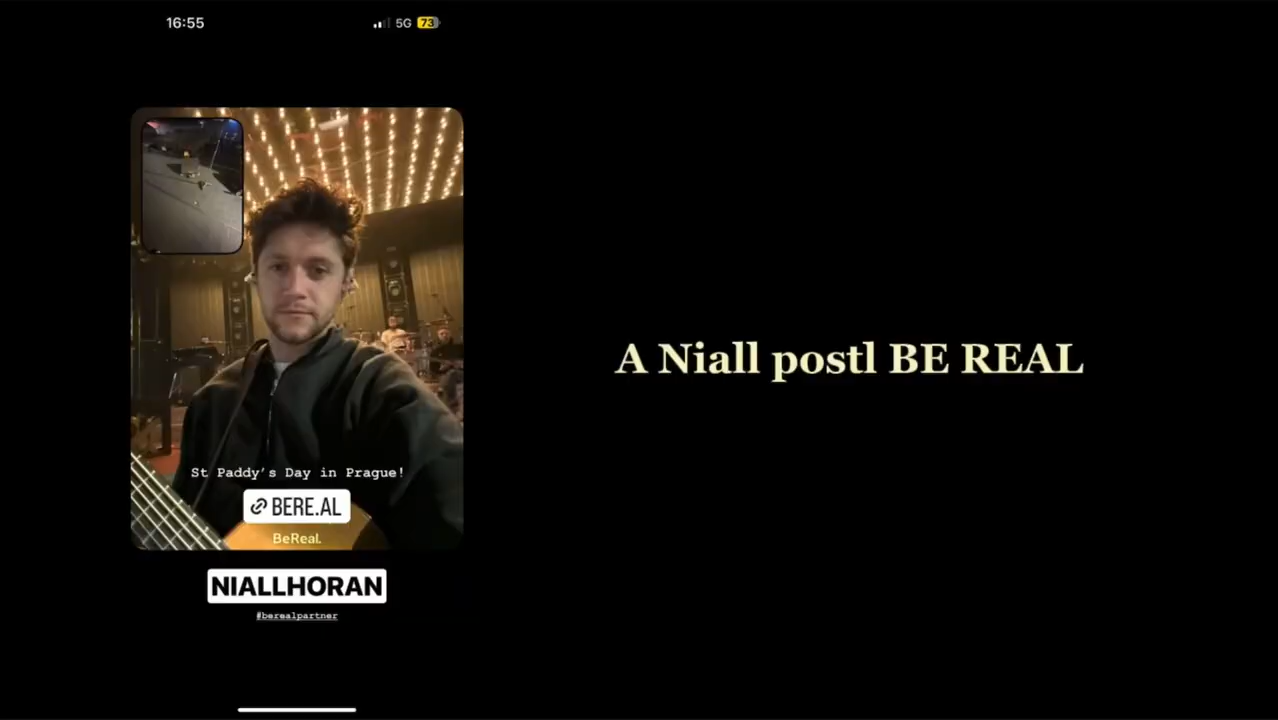 16:55
5G 73
St Paddy's Day in Prague!
BERE.AL
BeReal.
NIALLHORAN
#berealpartner
A Niall postl BE REAL